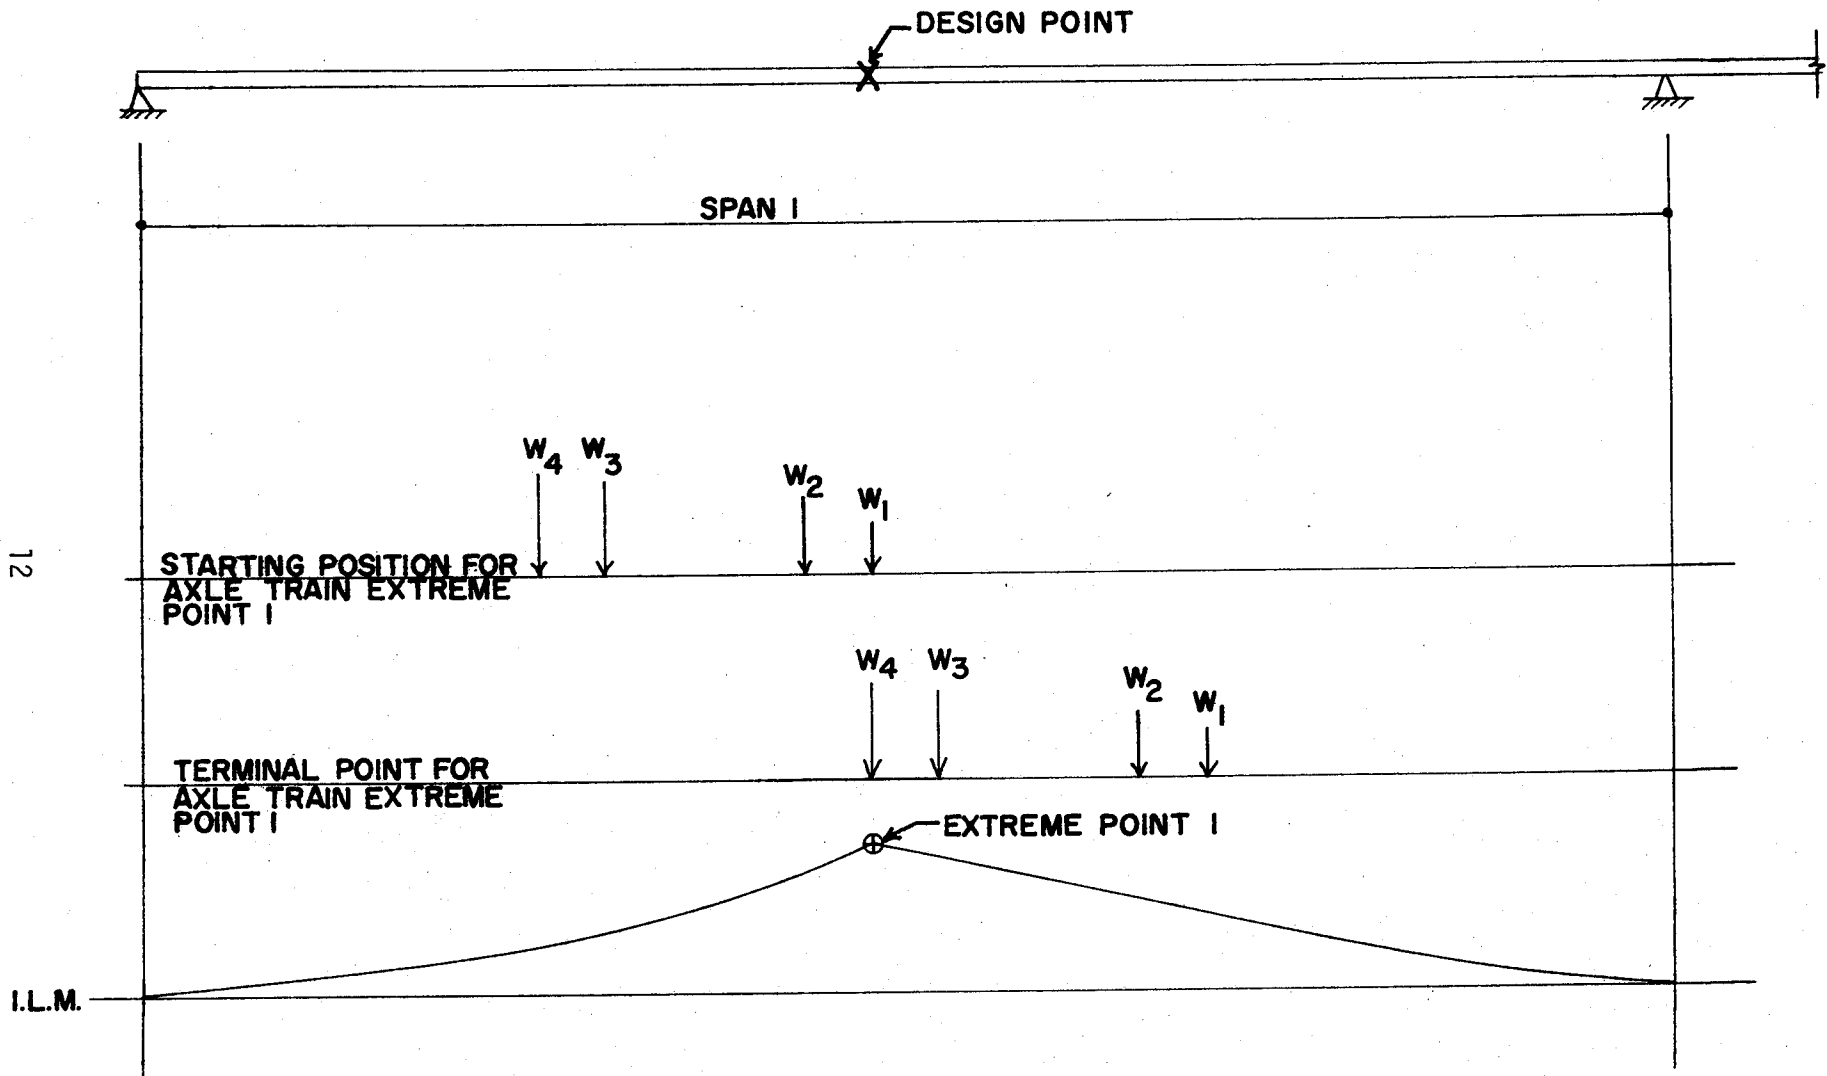 DESIGN POINT
SPAN 1
W4 W3
W2
W1
STARTING POSITION FOR
AXLE TRAIN EXTREME
POINT 1
W4 W3
W2
W1
TERMINAL POINT FOR
AXLE TRAIN EXTREME
POINT 1
EXTREME POINT 1
I.L.M.
12